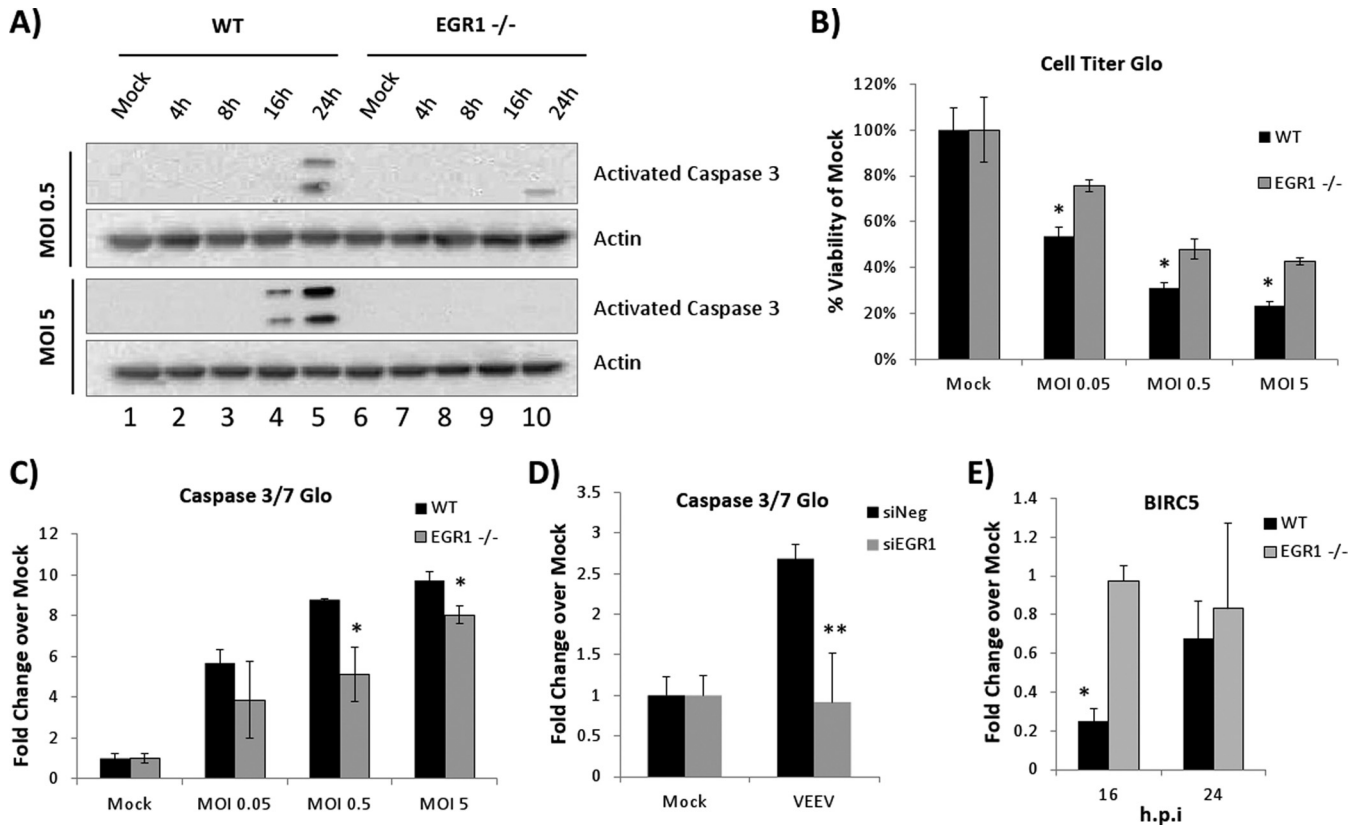 A)
WT EGR1 -/-
Mock 4h 8h 16h 24h Mock 4h 8h 16h 24h
MOI 0.5
Activated Caspase 3
Actin
MOI 5
Activated Caspase 3
Actin
1 2 3 4 5 6 7 8 9 10
B)
Cell Titer Glo
% Viability of Mock
120%
100%
80%
60%
40%
20%
0%
WT
EGR1 -/-
* * *
Mock MOI 0.05 MOI 0.5 MOI 5
C)
Caspase 3/7 Glo
Fold Change over Mock
12
10
8
6
4
2
0
WT
EGR1 -/-
* *
Mock MOI 0.05 MOI 0.5 MOI 5
D)
Caspase 3/7 Glo
Fold Change over Mock
3.5
3
2.5
2
1.5
1
0.5
0
siNeg
siEGR1
**
Mock VEEV
E)
BIRC5
Fold Change over Mock
1.4
1.2
1
0.8
0.6
0.4
0.2
0
WT
EGR1 -/-
*
16 24
h.p.i